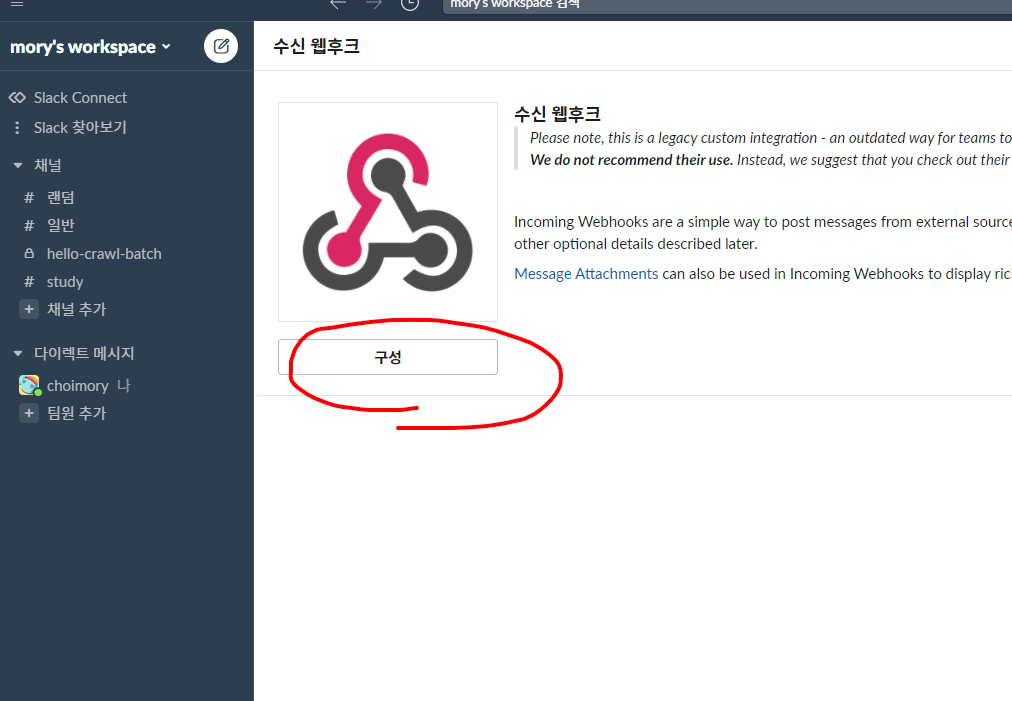 mory's workspace 검색
mory's workspace
수신 웹후크
Slack Connect
Slack 찾아보기
채널
# 랜덤
# 일반
hello-crawl-batch
# study
+ 채널 추가
다이렉트 메시지
choimory 나
+ 팀원 추가
수신 웹후크
Please note, this is a legacy custom integration - an outdated way for teams to
We do not recommend their use. Instead, we suggest that you check out their
Incoming Webhooks are a simple way to post messages from external source
other optional details described later.
Message Attachments can also be used in Incoming Webhooks to display ric
구성